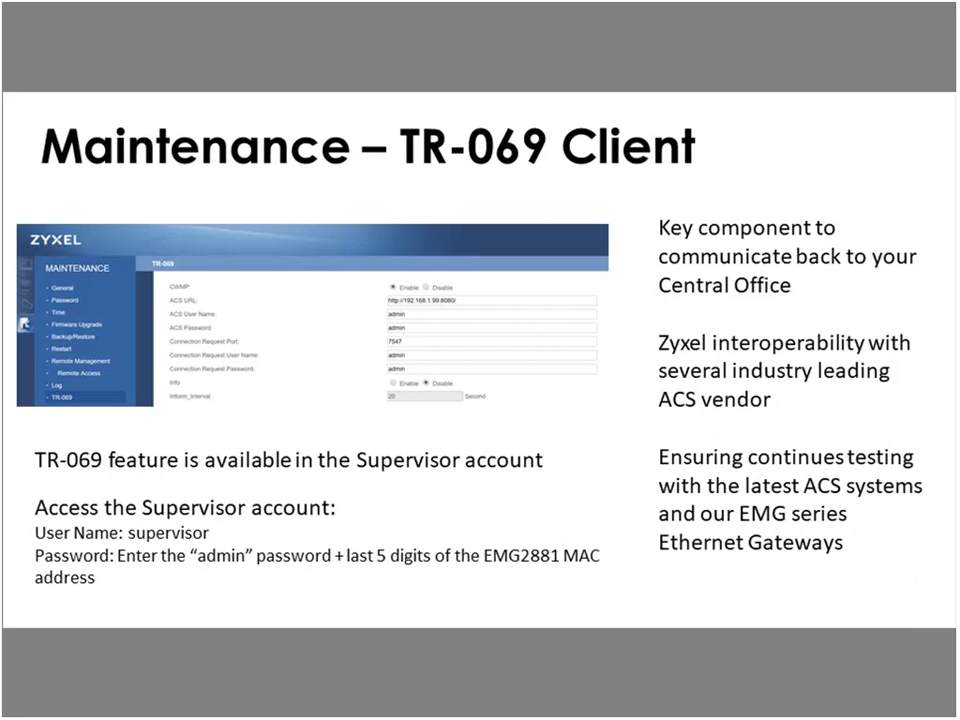 Maintenance – TR-069 Client
ZYXEL
MAINTENANCE
General
Password
Time
Firmware Upgrade
Backup/Restore
Restart
Remote Management
Remote Access
Log
TR-069
TR-069
CWMP:
Enable Disable
ACS URL:
http://192.168.1.99:8080/
ACS User Name:
admin
ACS Password:
admin
Connection Request Port:
7547
Connection Request User Name:
admin
Connection Request Password:
admin
Info
Enable Disable
Inform_Interval:
20 Second
TR-069 feature is available in the Supervisor account
Access the Supervisor account:
User Name: supervisor
Password: Enter the “admin” password + last 5 digits of the EMG2881 MAC
address
Key component to
communicate back to your
Central Office
Zyxel interoperability with
several industry leading
ACS vendor
Ensuring continues testing
with the latest ACS systems
and our EMG series
Ethernet Gateways